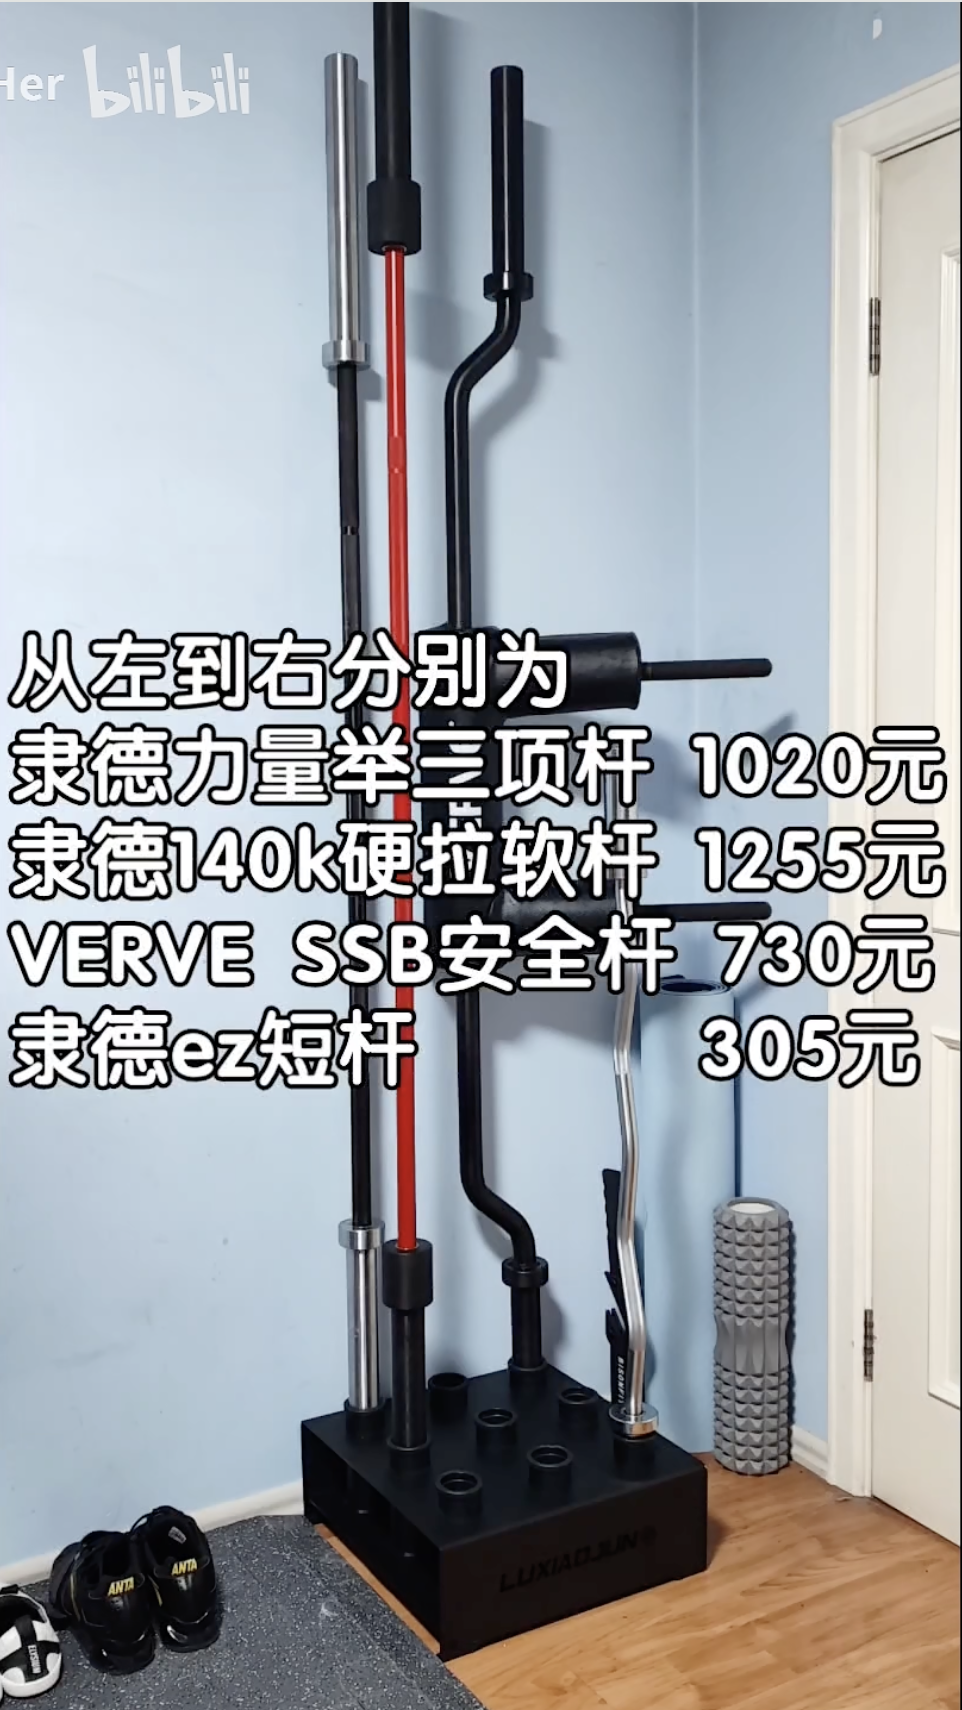 Her bilibili
从左到右分别为
隶德力量举三项杆 1020元
隶德140k硬拉软杆 1255元
VERVE SSB安全杆 730元
隶德ez短杆 305元
BISONFIT
LUXIAOJUN
ANTA
ANTA